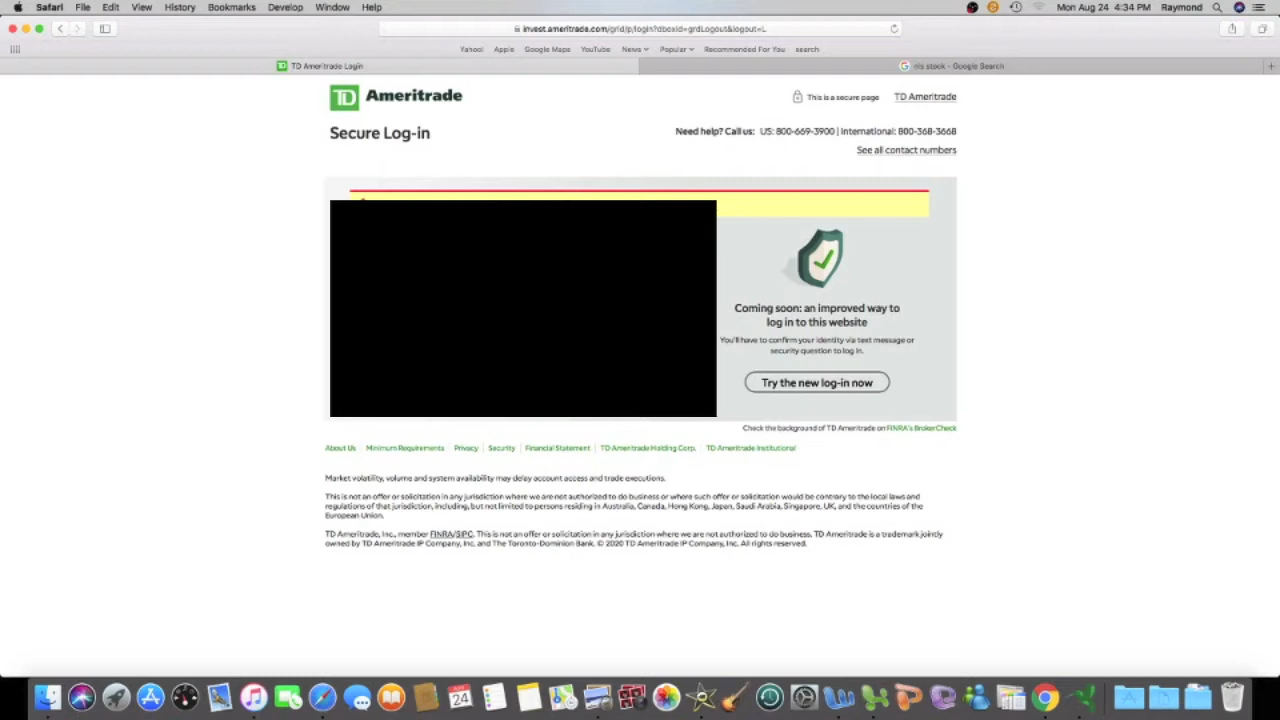 Safari File Edit View History Bookmarks Develop Window Help Mon Aug 24 4:34 PM Raymond
invest.ameritrade.com/grid/p/login?dboxId=grdLogout&logout=L
Yahoo! Apple Google Maps YouTube News Popular Recommended For You search
TD Ameritrade Login
nls stock - Google Search
TD Ameritrade
This is a secure page TD Ameritrade
Secure Log-in
Need help? Call us: US: 800-669-3900 | International: 800-368-3668
See all contact numbers
Coming soon: an improved way to
log in to this website
You'll have to confirm your identity via text message or
security question to log in.
Try the new log-in now
Check the background of TD Ameritrade on FINRA's BrokerCheck
About Us Minimum Requirements Privacy Security Financial Statement TD Ameritrade Holding Corp. TD Ameritrade Institutional
Market volatility, volume and system availability may delay account access and trade executions.
This is not an offer or solicitation in any jurisdiction where we are not authorized to do business or where such offer or solicitation would be contrary to the local laws and
regulations of that jurisdiction, including, but not limited to persons residing in Australia, Canada, Hong Kong, Japan, Saudi Arabia, Singapore, UK, and the countries of the
European Union.
TD Ameritrade, Inc., member FINRA/SIPC. This is not an offer or solicitation in any jurisdiction where we are not authorized to do business. TD Ameritrade is a trademark jointly
owned by TD Ameritrade IP Company, Inc. and The Toronto-Dominion Bank. © 2020 TD Ameritrade IP Company, Inc. All rights reserved.
24